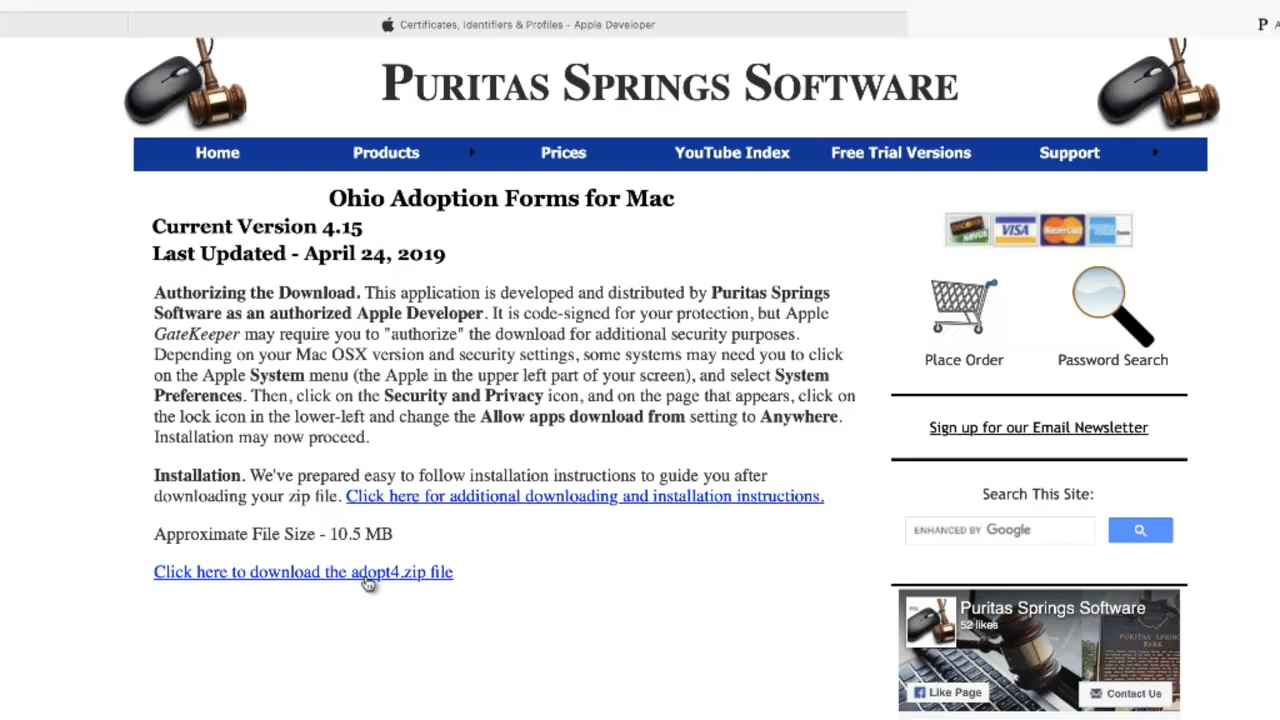 Certificates, Identifiers & Profiles - Apple Developer
P
PURITAS SPRINGS SOFTWARE
Home Products Prices YouTube Index Free Trial Versions Support
Ohio Adoption Forms for Mac
Current Version 4.15
Last Updated - April 24, 2019
Authorizing the Download. This application is developed and distributed by Puritas Springs
Software as an authorized Apple Developer. It is code-signed for your protection, but Apple
GateKeeper may require you to "authorize" the download for additional security purposes.
Depending on your Mac OSX version and security settings, some systems may need you to click
on the Apple System menu (the Apple in the upper left part of your screen), and select System
Preferences. Then, click on the Security and Privacy icon, and on the page that appears, click on
the lock icon in the lower-left and change the Allow apps download from setting to Anywhere.
Installation may now proceed.
Installation. We've prepared easy to follow installation instructions to guide you after
downloading your zip file. Click here for additional downloading and installation instructions.
Approximate File Size - 10.5 MB
Click here to download the adopt4.zip file
VISA MasterCard
Place Order Password Search
Sign up for our Email Newsletter
Search This Site:
ENHANCED BY Google
Puritas Springs Software
52 likes
PURITAS SPRINGS
PARK
Like Page Contact Us